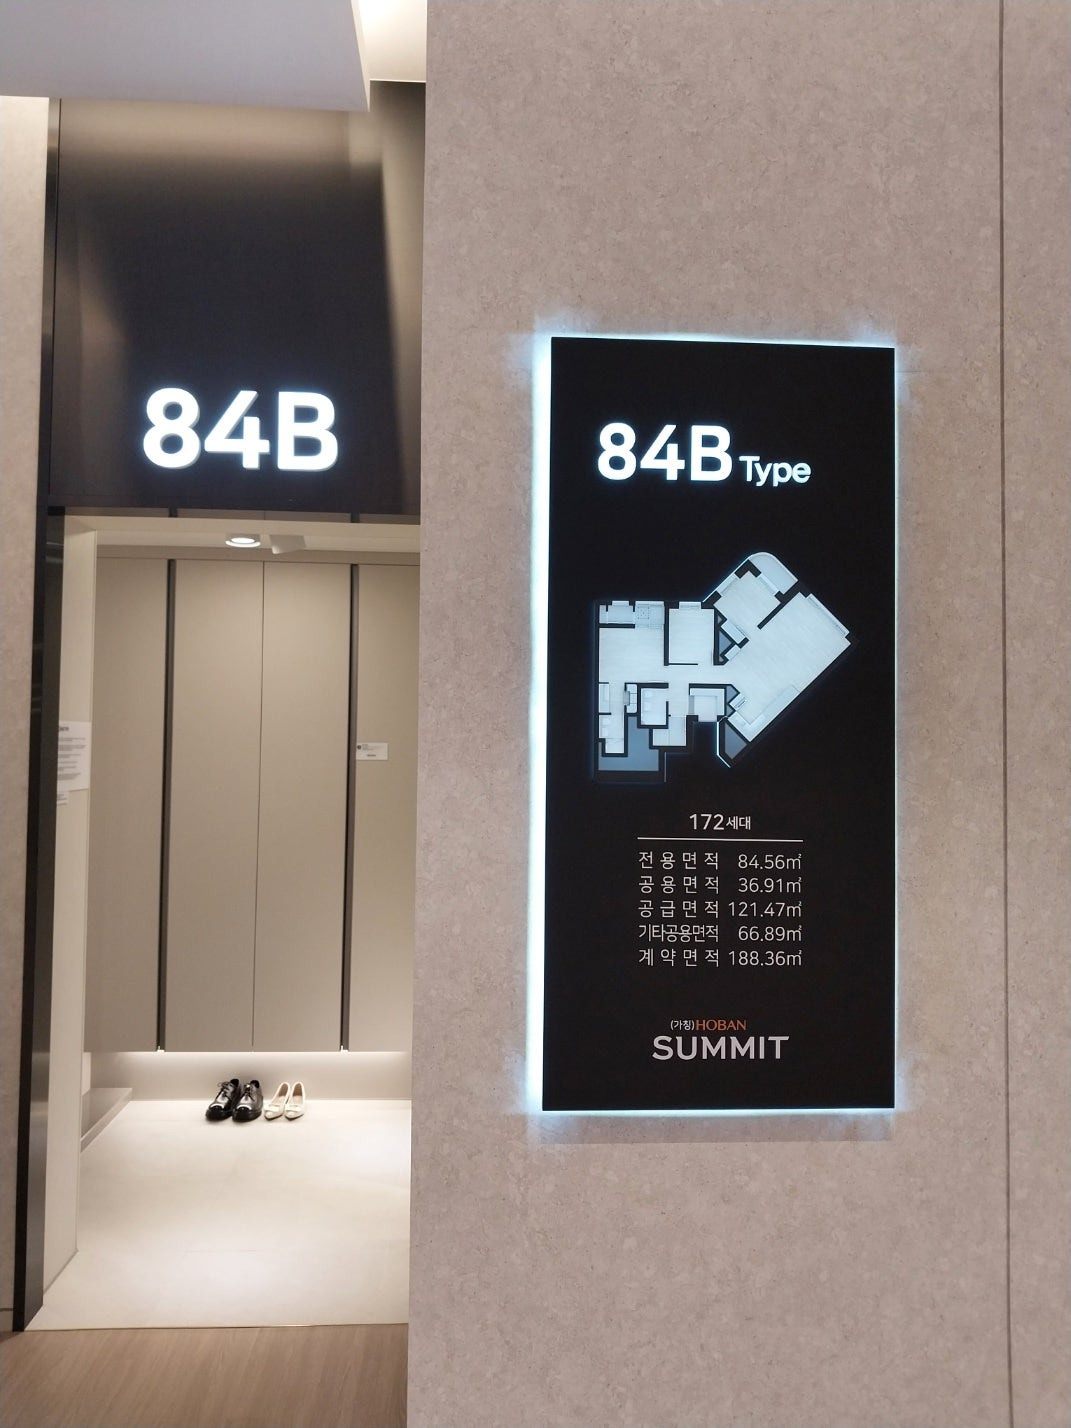 84B
84B Type
172세대
전용면적 84.56㎡
공용면적 36.91㎡
공급면적 121.47㎡
기타공용면적 66.89㎡
계약면적 188.36㎡
(가칭)HOBAN
SUMMIT